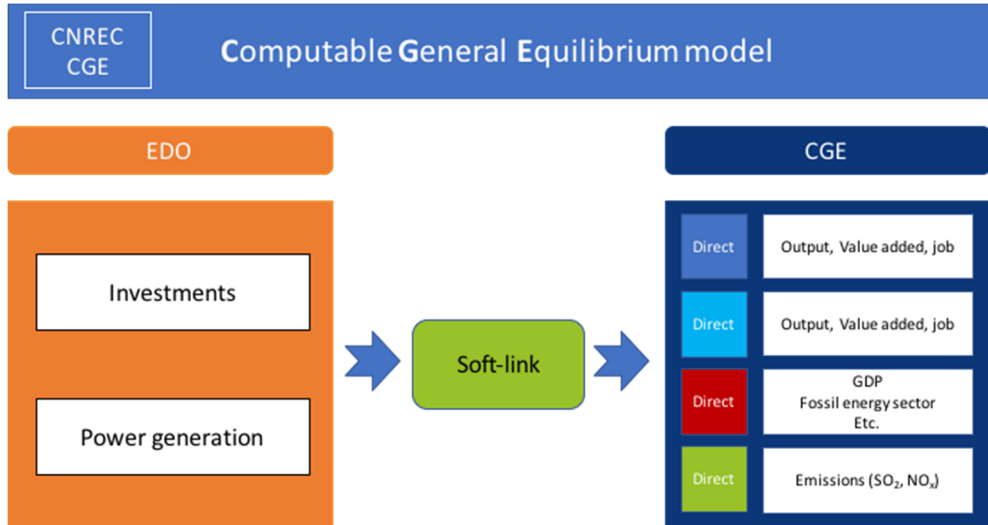 CNREC
CGE
Computable General Equilibrium model
EDO
CGE
Investments
Power generation
Soft-link
Direct
Output, Value added, job
Direct
Output, Value added, job
Direct
GDP
Fossil energy sector
Etc.
Direct
Emissions (SO₂, NOₓ)